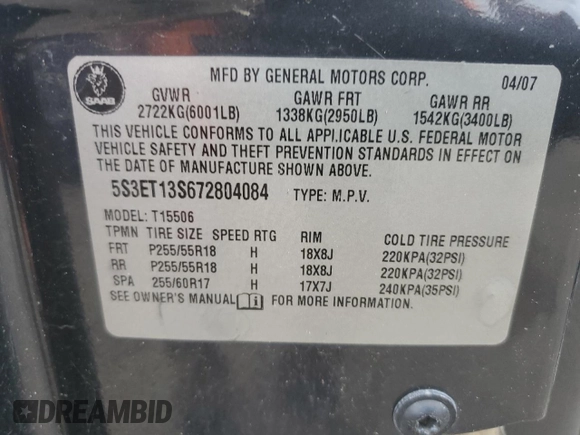 SAAB
MFD BY GENERAL MOTORS CORP. 04/07
GVWR GAWR FRT GAWR RR
2722KG(6001LB) 1338KG(2950LB) 1542KG(3400LB)
THIS VEHICLE CONFORMS TO ALL APPLICABLE U.S. FEDERAL MOTOR
VEHICLE SAFETY AND THEFT PREVENTION STANDARDS IN EFFECT ON
THE DATE OF MANUFACTURE SHOWN ABOVE.
5S3ET13S672804084 TYPE: M.P.V.
MODEL: T15506
TPMN TIRE SIZE SPEED RTG RIM COLD TIRE PRESSURE
FRT P255/55R18 H 18X8J 220KPA(32PSI)
RR P255/55R18 H 18X8J 220KPA(32PSI)
SPA 255/60R17 H 17X7J 240KPA(35PSI)
SEE OWNER'S MANUAL i FOR MORE INFORMATION.
DREAMBID